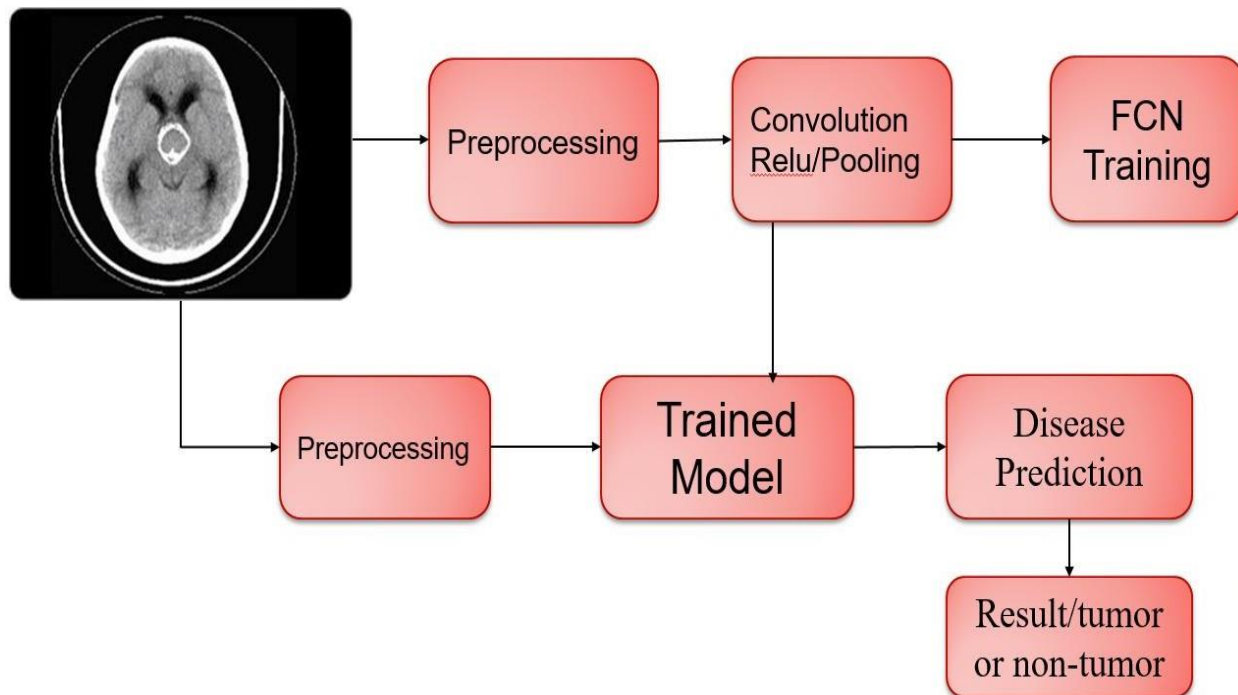 Preprocessing
Convolution
Relu/Pooling
FCN
Training
Preprocessing
Trained
Model
Disease
Prediction
Result/tumor
or non-tumor